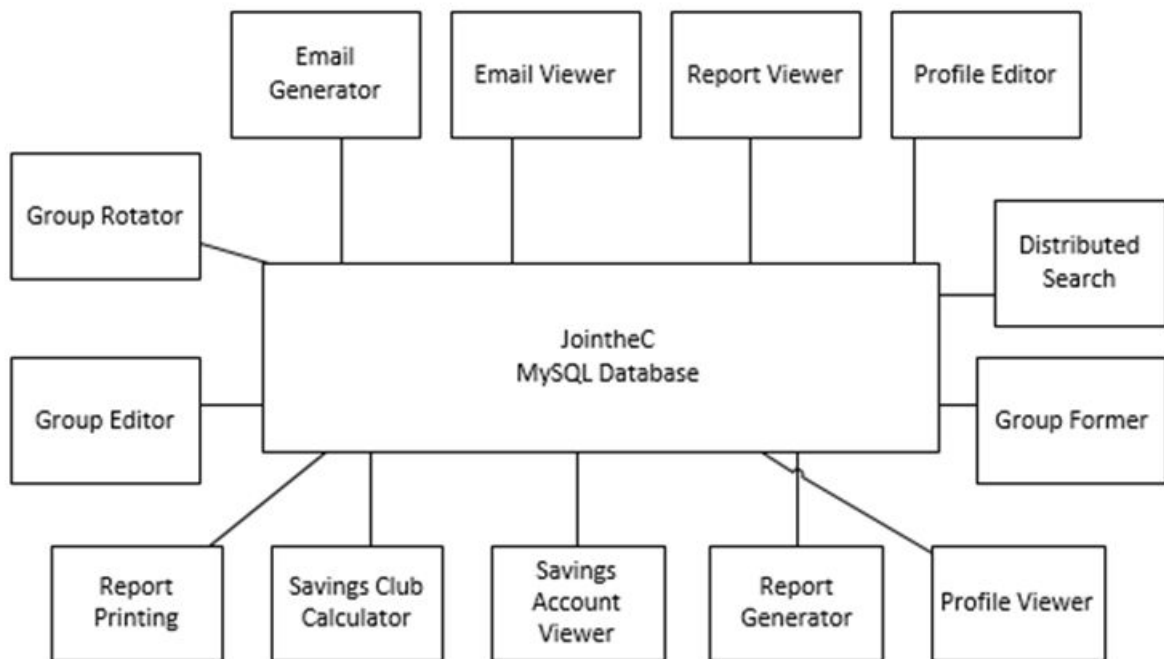 Email
Generator
Email Viewer
Report Viewer
Profile Editor
Group Rotator
Distributed
Search
JointheC
MySQL Database
Group Editor
Group Former
Report
Printing
Savings Club
Calculator
Savings
Account
Viewer
Report
Generator
Profile Viewer